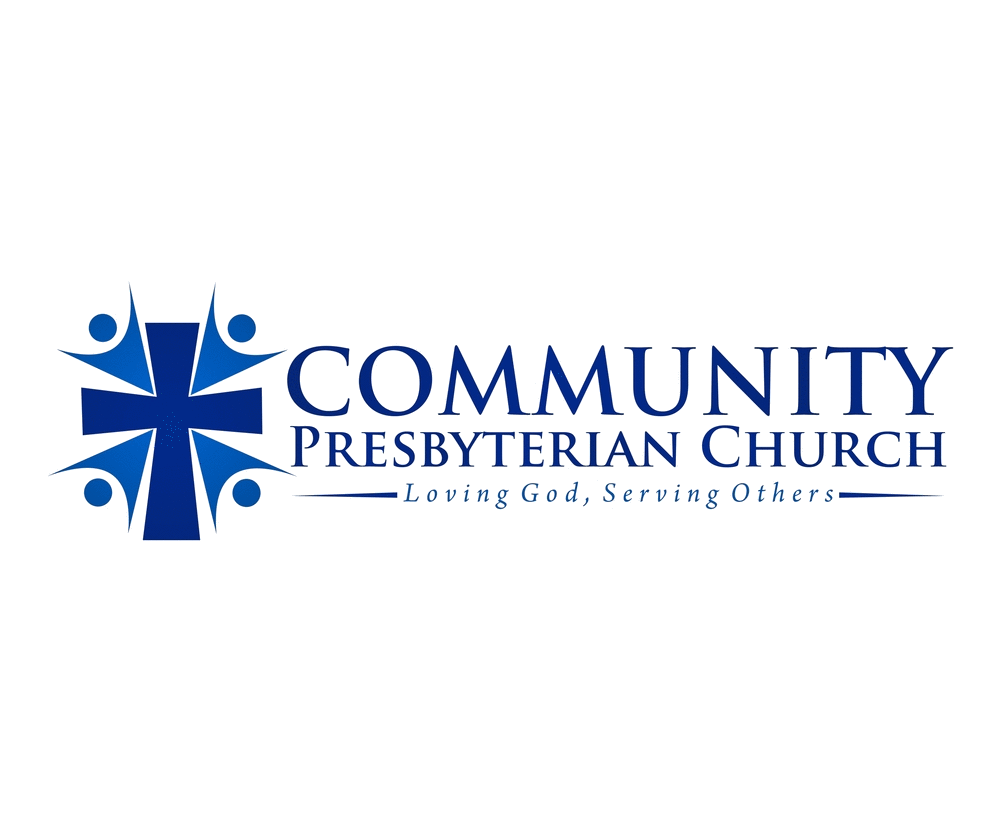 COMMUNITY
PRESBYTERIAN CHURCH
Loving God, Serving Others